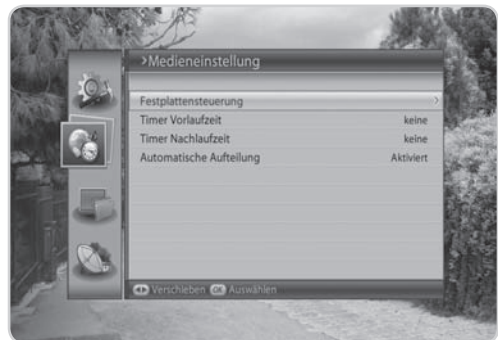 >Medieneinstellung
Festplattensteuerung >
Timer Vorlaufzeit keine
Timer Nachlaufzeit keine
Automatische Aufteilung Aktiviert
Verschieben OK Auswählen